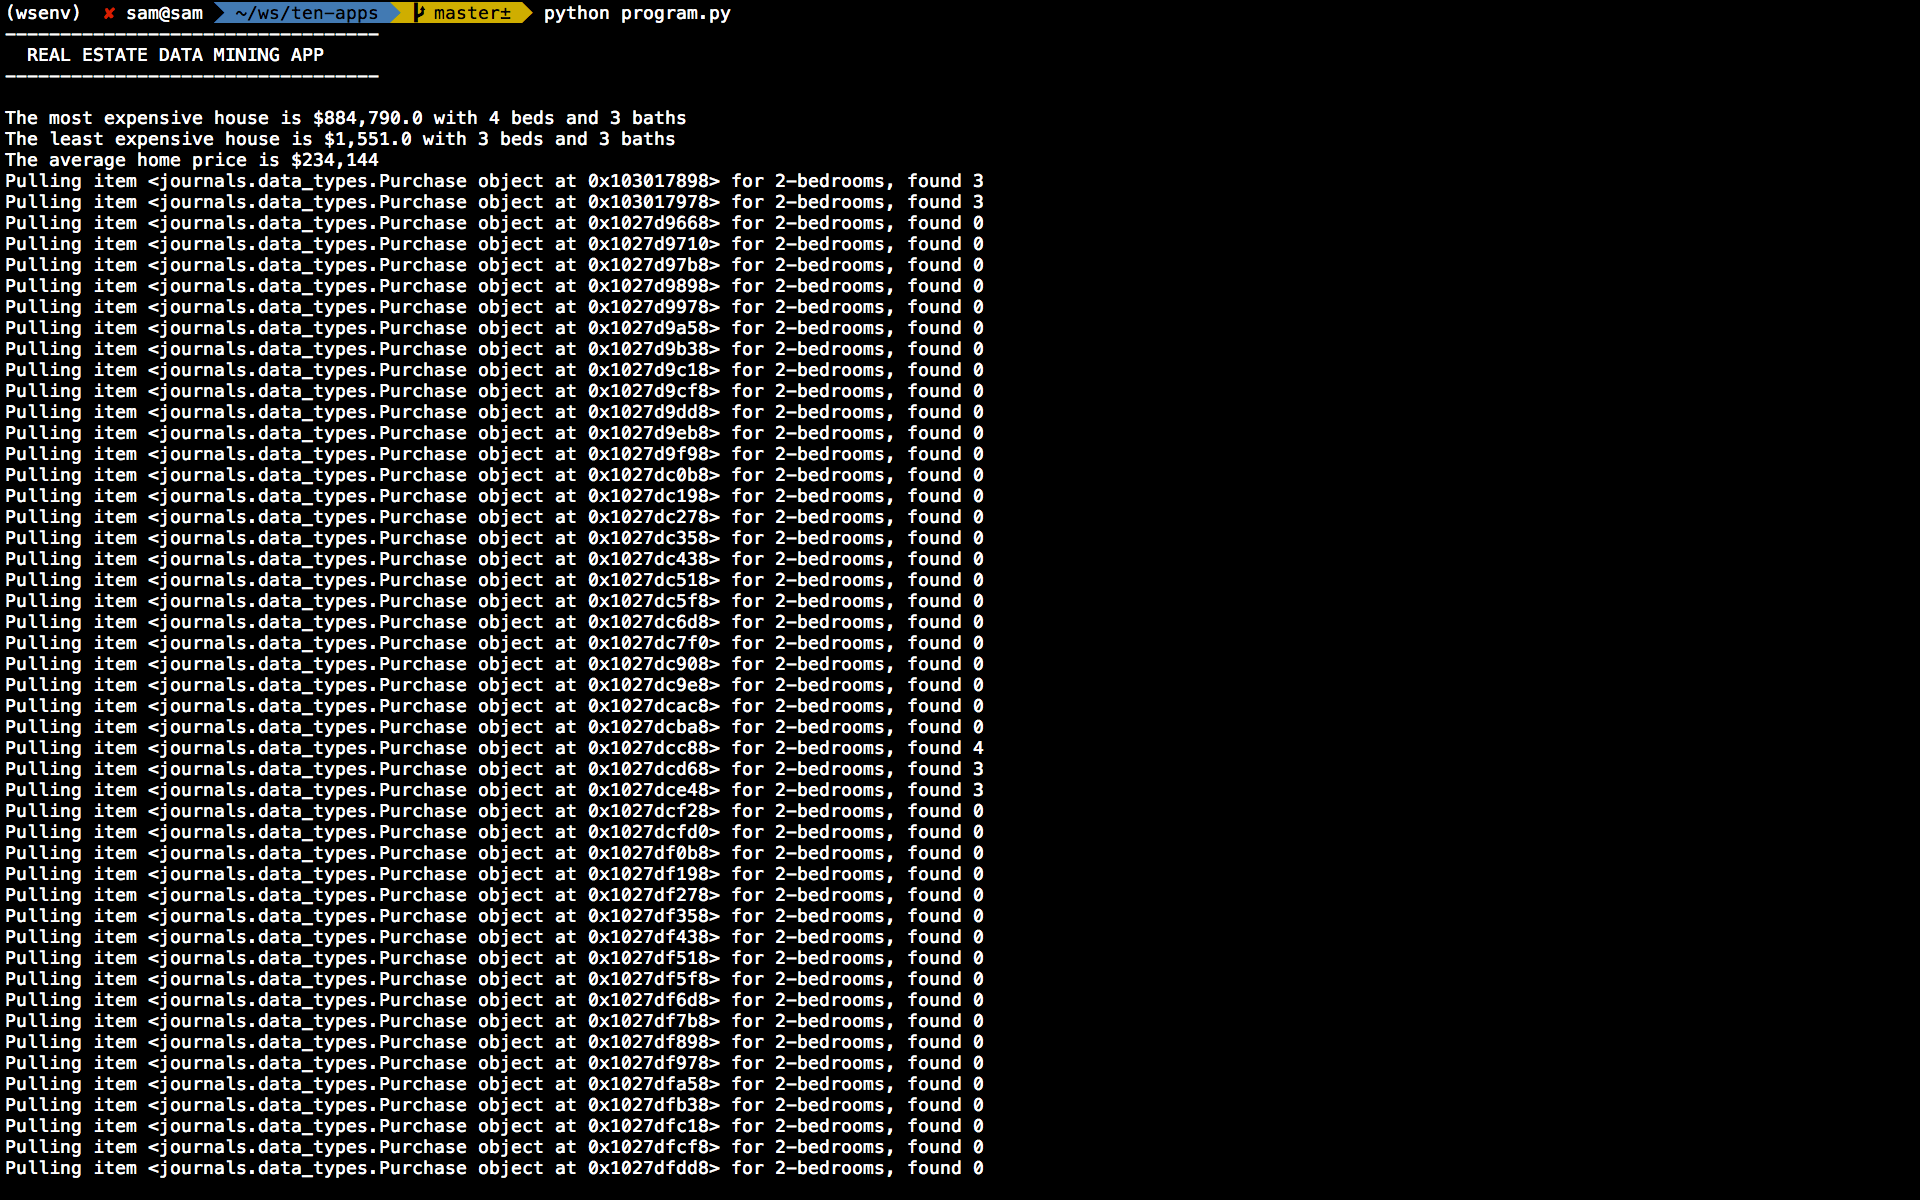 (wsenv) ✘ sam@sam ~/ws/ten-apps master± python program.py
----------------------------------
REAL ESTATE DATA MINING APP
----------------------------------
The most expensive house is $884,790.0 with 4 beds and 3 baths
The least expensive house is $1,551.0 with 3 beds and 3 baths
The average home price is $234,144
Pulling item <journals.data_types.Purchase object at 0x103017898> for 2-bedrooms, found 3
Pulling item <journals.data_types.Purchase object at 0x103017978> for 2-bedrooms, found 3
Pulling item <journals.data_types.Purchase object at 0x1027d9668> for 2-bedrooms, found 0
Pulling item <journals.data_types.Purchase object at 0x1027d9710> for 2-bedrooms, found 0
Pulling item <journals.data_types.Purchase object at 0x1027d97b8> for 2-bedrooms, found 0
Pulling item <journals.data_types.Purchase object at 0x1027d9898> for 2-bedrooms, found 0
Pulling item <journals.data_types.Purchase object at 0x1027d9978> for 2-bedrooms, found 0
Pulling item <journals.data_types.Purchase object at 0x1027d9a58> for 2-bedrooms, found 0
Pulling item <journals.data_types.Purchase object at 0x1027d9b38> for 2-bedrooms, found 0
Pulling item <journals.data_types.Purchase object at 0x1027d9c18> for 2-bedrooms, found 0
Pulling item <journals.data_types.Purchase object at 0x1027d9cf8> for 2-bedrooms, found 0
Pulling item <journals.data_types.Purchase object at 0x1027d9dd8> for 2-bedrooms, found 0
Pulling item <journals.data_types.Purchase object at 0x1027d9eb8> for 2-bedrooms, found 0
Pulling item <journals.data_types.Purchase object at 0x1027d9f98> for 2-bedrooms, found 0
Pulling item <journals.data_types.Purchase object at 0x1027dc0b8> for 2-bedrooms, found 0
Pulling item <journals.data_types.Purchase object at 0x1027dc198> for 2-bedrooms, found 0
Pulling item <journals.data_types.Purchase object at 0x1027dc278> for 2-bedrooms, found 0
Pulling item <journals.data_types.Purchase object at 0x1027dc358> for 2-bedrooms, found 0
Pulling item <journals.data_types.Purchase object at 0x1027dc438> for 2-bedrooms, found 0
Pulling item <journals.data_types.Purchase object at 0x1027dc518> for 2-bedrooms, found 0
Pulling item <journals.data_types.Purchase object at 0x1027dc5f8> for 2-bedrooms, found 0
Pulling item <journals.data_types.Purchase object at 0x1027dc6d8> for 2-bedrooms, found 0
Pulling item <journals.data_types.Purchase object at 0x1027dc7f0> for 2-bedrooms, found 0
Pulling item <journals.data_types.Purchase object at 0x1027dc908> for 2-bedrooms, found 0
Pulling item <journals.data_types.Purchase object at 0x1027dc9e8> for 2-bedrooms, found 0
Pulling item <journals.data_types.Purchase object at 0x1027dcac8> for 2-bedrooms, found 0
Pulling item <journals.data_types.Purchase object at 0x1027dcba8> for 2-bedrooms, found 0
Pulling item <journals.data_types.Purchase object at 0x1027dcc88> for 2-bedrooms, found 4
Pulling item <journals.data_types.Purchase object at 0x1027dcd68> for 2-bedrooms, found 3
Pulling item <journals.data_types.Purchase object at 0x1027dce48> for 2-bedrooms, found 3
Pulling item <journals.data_types.Purchase object at 0x1027dcf28> for 2-bedrooms, found 0
Pulling item <journals.data_types.Purchase object at 0x1027dcfd0> for 2-bedrooms, found 0
Pulling item <journals.data_types.Purchase object at 0x1027df0b8> for 2-bedrooms, found 0
Pulling item <journals.data_types.Purchase object at 0x1027df198> for 2-bedrooms, found 0
Pulling item <journals.data_types.Purchase object at 0x1027df278> for 2-bedrooms, found 0
Pulling item <journals.data_types.Purchase object at 0x1027df358> for 2-bedrooms, found 0
Pulling item <journals.data_types.Purchase object at 0x1027df438> for 2-bedrooms, found 0
Pulling item <journals.data_types.Purchase object at 0x1027df518> for 2-bedrooms, found 0
Pulling item <journals.data_types.Purchase object at 0x1027df5f8> for 2-bedrooms, found 0
Pulling item <journals.data_types.Purchase object at 0x1027df6d8> for 2-bedrooms, found 0
Pulling item <journals.data_types.Purchase object at 0x1027df7b8> for 2-bedrooms, found 0
Pulling item <journals.data_types.Purchase object at 0x1027df898> for 2-bedrooms, found 0
Pulling item <journals.data_types.Purchase object at 0x1027df978> for 2-bedrooms, found 0
Pulling item <journals.data_types.Purchase object at 0x1027dfa58> for 2-bedrooms, found 0
Pulling item <journals.data_types.Purchase object at 0x1027dfb38> for 2-bedrooms, found 0
Pulling item <journals.data_types.Purchase object at 0x1027dfc18> for 2-bedrooms, found 0
Pulling item <journals.data_types.Purchase object at 0x1027dfcf8> for 2-bedrooms, found 0
Pulling item <journals.data_types.Purchase object at 0x1027dfdd8> for 2-bedrooms, found 0